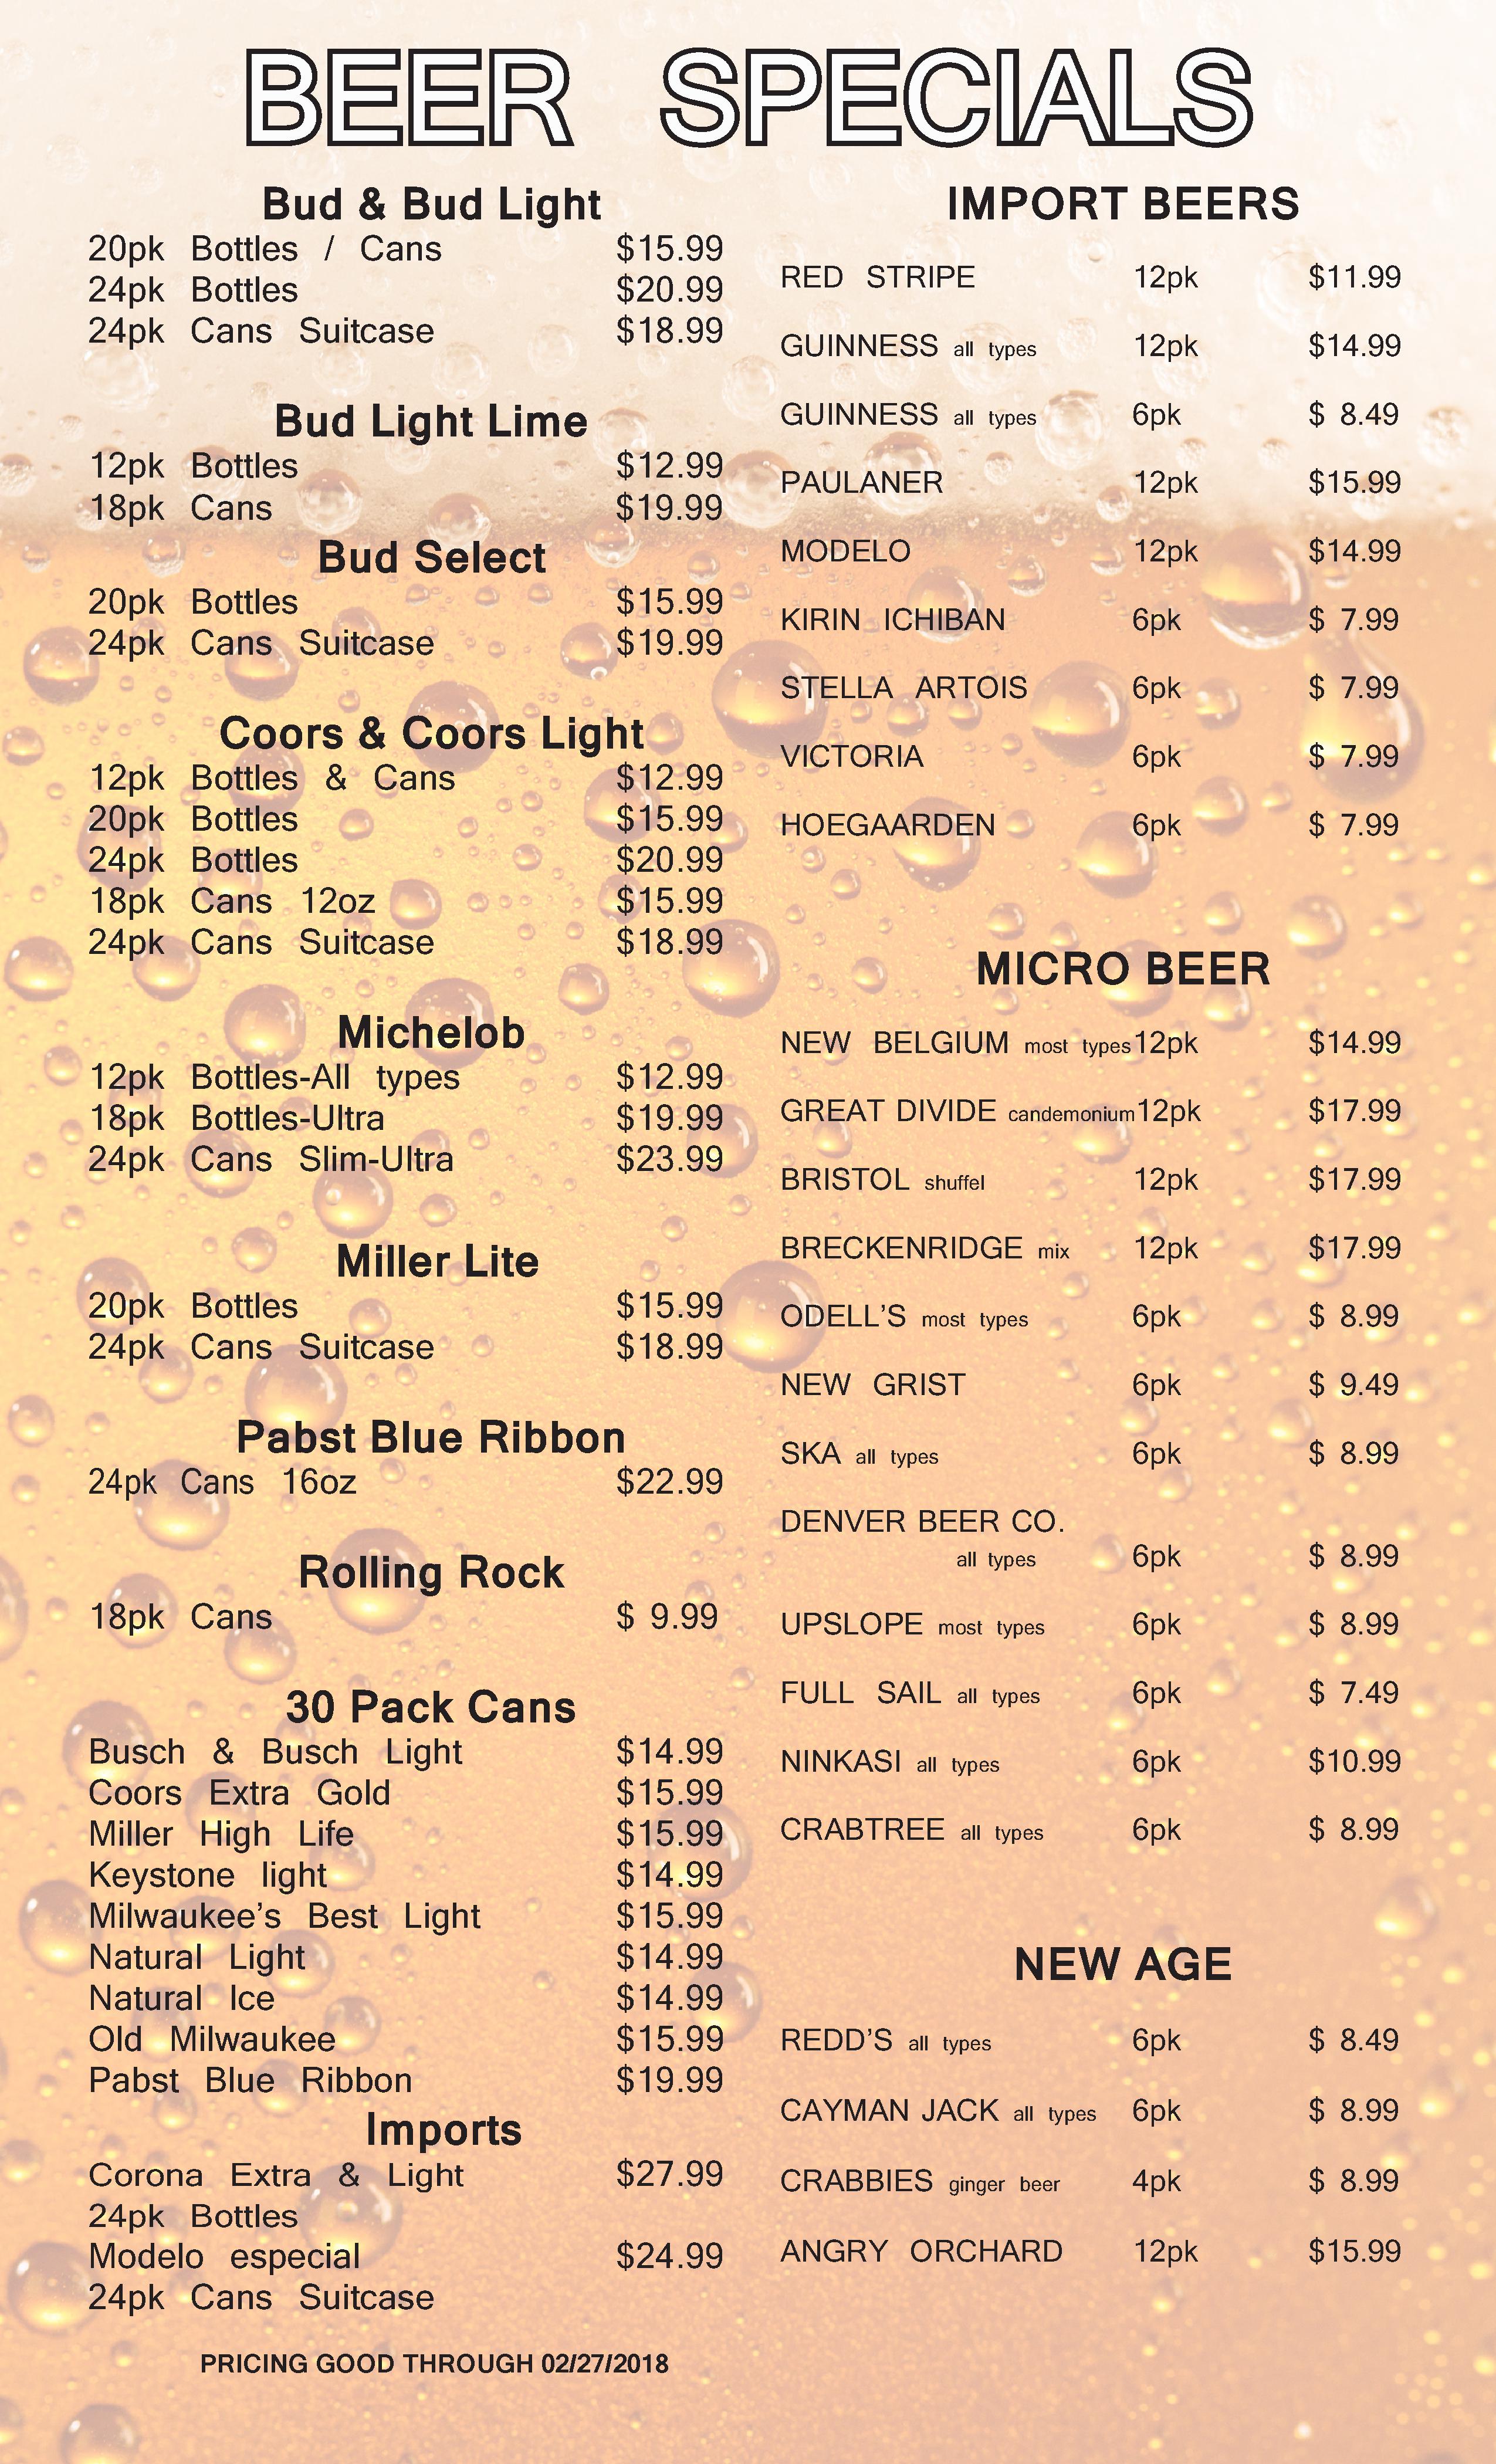 BEER SPECIALS
Bud & Bud Light
20pk Bottles / Cans $15.99
24pk Bottles $20.99
24pk Cans Suitcase $18.99
Bud Light Lime
12pk Bottles $12.99
18pk Cans $19.99
Bud Select
20pk Bottles $15.99
24pk Cans Suitcase $19.99
Coors & Coors Light
12pk Bottles & Cans $12.99
20pk Bottles $15.99
24pk Bottles $20.99
18pk Cans 12oz $15.99
24pk Cans Suitcase $18.99
Michelob
12pk Bottles-All types $12.99
18pk Bottles-Ultra $19.99
24pk Cans Slim-Ultra $23.99
Miller Lite
20pk Bottles $15.99
24pk Cans Suitcase $18.99
Pabst Blue Ribbon
24pk Cans 16oz $22.99
Rolling Rock
18pk Cans $ 9.99
30 Pack Cans
Busch & Busch Light $14.99
Coors Extra Gold $15.99
Miller High Life $15.99
Keystone light $14.99
Milwaukee's Best Light $15.99
Natural Light $14.99
Natural Ice $14.99
Old Milwaukee $15.99
Pabst Blue Ribbon $19.99
Imports
Corona Extra & Light $27.99
24pk Bottles
Modelo especial $24.99
24pk Cans Suitcase
PRICING GOOD THROUGH 02/27/2018
IMPORT BEERS
RED STRIPE 12pk $11.99
GUINNESS all types 12pk $14.99
GUINNESS all types 6pk $ 8.49
PAULANER 12pk $15.99
MODELO 12pk $14.99
KIRIN ICHIBAN 6pk $ 7.99
STELLA ARTOIS 6pk $ 7.99
VICTORIA 6pk $ 7.99
HOEGAARDEN 6pk $ 7.99
MICRO BEER
NEW BELGIUM most types 12pk $14.99
GREAT DIVIDE candemonium 12pk $17.99
BRISTOL shuffel 12pk $17.99
BRECKENRIDGE mix 12pk $17.99
ODELL'S most types 6pk $ 8.99
NEW GRIST 6pk $ 9.49
SKA all types 6pk $ 8.99
DENVER BEER CO.
all types 6pk $ 8.99
UPSLOPE most types 6pk $ 8.99
FULL SAIL all types 6pk $ 7.49
NINKASI all types 6pk $10.99
CRABTREE all types 6pk $ 8.99
NEW AGE
REDD'S all types 6pk $ 8.49
CAYMAN JACK all types 6pk $ 8.99
CRABBIES ginger beer 4pk $ 8.99
ANGRY ORCHARD 12pk $15.99